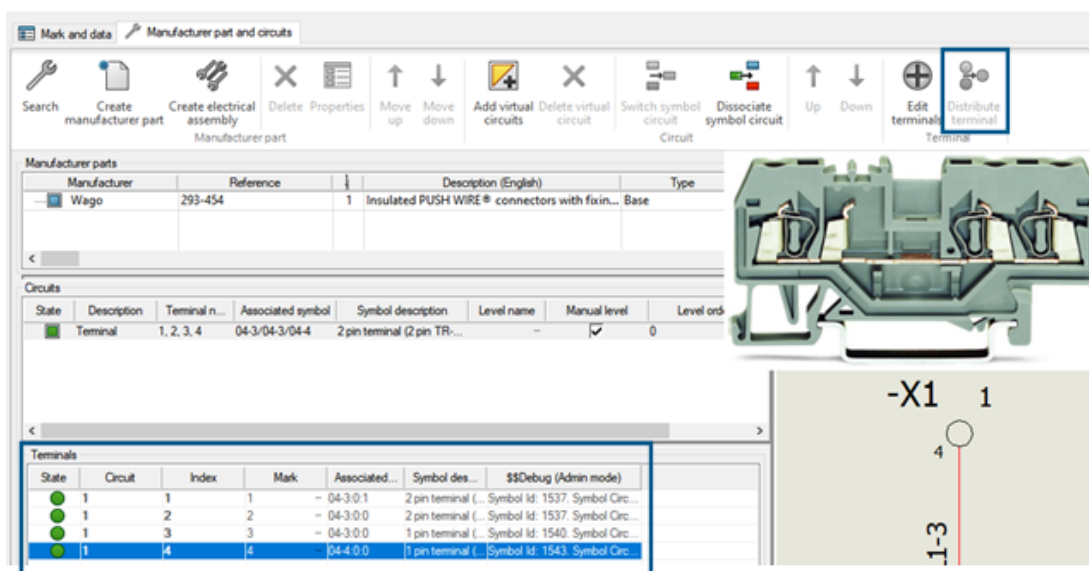 Mark and data Manufacturer part and circuits
Search Create manufacturer part Create electrical assembly Delete Properties Move up Move down Add virtual circuits Delete virtual circuit Switch symbol circuit Dissociate symbol circuit Up Down Edit terminals Distribute terminal
Manufacturer part Circuit Terminal
Manufacturer parts
Manufacturer Reference Description (English) Type
Wago 293-454 1 Insulated PUSH WIRE® connectors with fixin... Base
Circuits
State Description Terminal n... Associated symbol Symbol description Level name Manual level Level orde
Terminal 1, 2, 3, 4 04-3/04-3/04-4 2 pin terminal (2 pin TR-... – 0
-X1 1
4
1-3
Terminals
State Circuit Index Mark Associated... Symbol des... $$Debug (Admin mode)
1 1 1 – 04-3:0:1 2 pin terminal (... Symbol Id: 1537. Symbol Circ...
1 2 2 – 04-3:0:0 2 pin terminal (... Symbol Id: 1537. Symbol Circ...
1 3 3 – 04-3:0:0 1 pin terminal (... Symbol Id: 1540. Symbol Circ...
1 4 4 – 04-4:0:0 1 pin terminal (... Symbol Id: 1543. Symbol Circ...